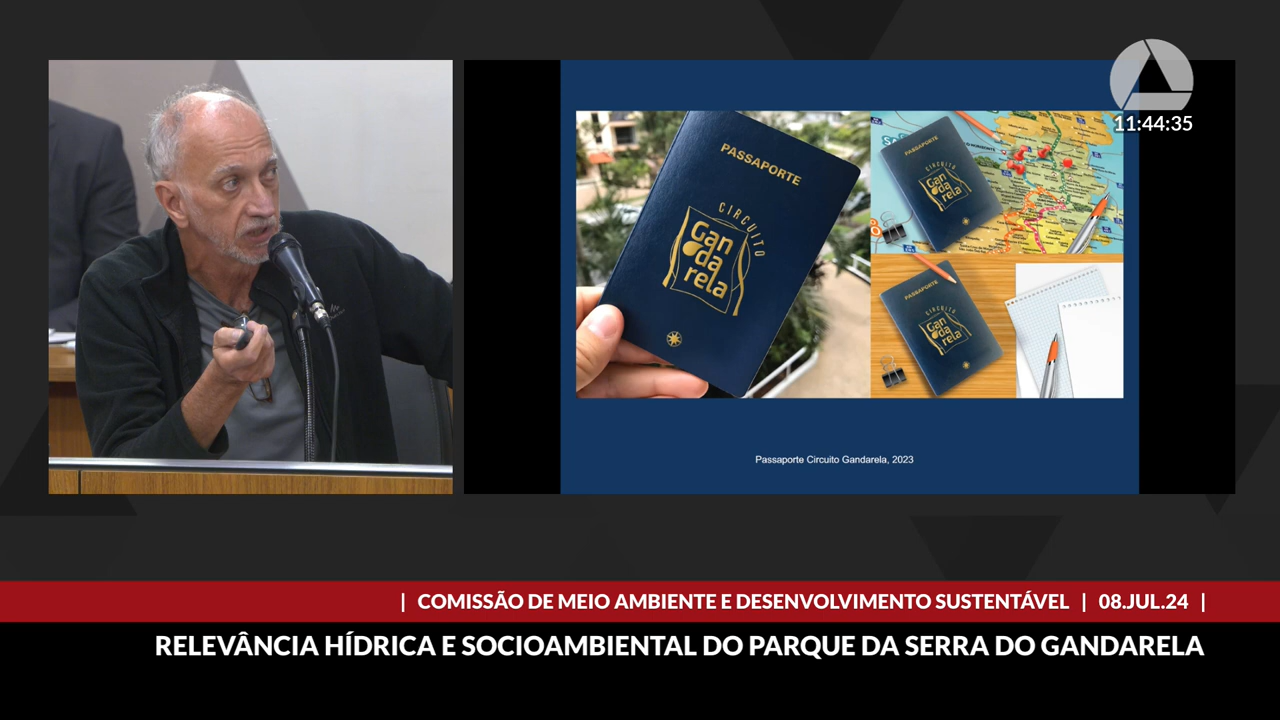 11:44:35
PASSAPORTE
CIRCUITO
Gan
da
rela
PASSAPORTE
CIRCUITO
Gan
da
rela
PASSAPORTE
CIRCUITO
Gan
da
rela
Passaporte Circuito Gandarela, 2023
| COMISSÃO DE MEIO AMBIENTE E DESENVOLVIMENTO SUSTENTÁVEL | 08.JUL.24 |
RELEVÂNCIA HÍDRICA E SOCIOAMBIENTAL DO PARQUE DA SERRA DO GANDARELA